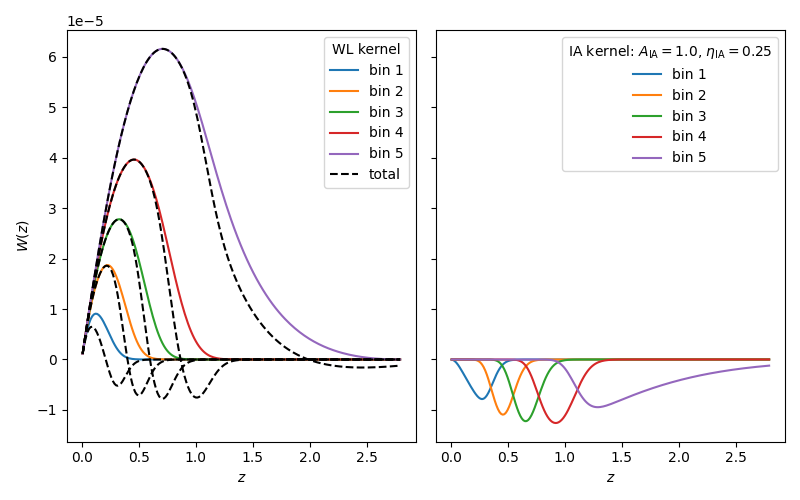 1e−5
WL kernel
bin 1
bin 2
bin 3
bin 4
bin 5
total
6
5
4
3
2
1
0
−1
W(z)
0.0 0.5 1.0 1.5 2.0 2.5
z
IA kernel: A_IA = 1.0, η_IA = 0.25
bin 1
bin 2
bin 3
bin 4
bin 5
0.0 0.5 1.0 1.5 2.0 2.5
z